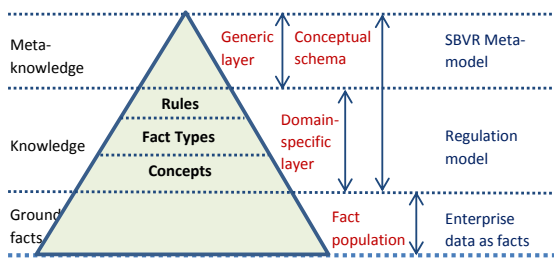 Meta-
knowledge
Generic
layer
Conceptual
schema
SBVR Meta-
model
Rules
Fact Types
Concepts
Knowledge
Domain-
specific
layer
Regulation
model
Ground
facts
Fact
population
Enterprise
data as facts